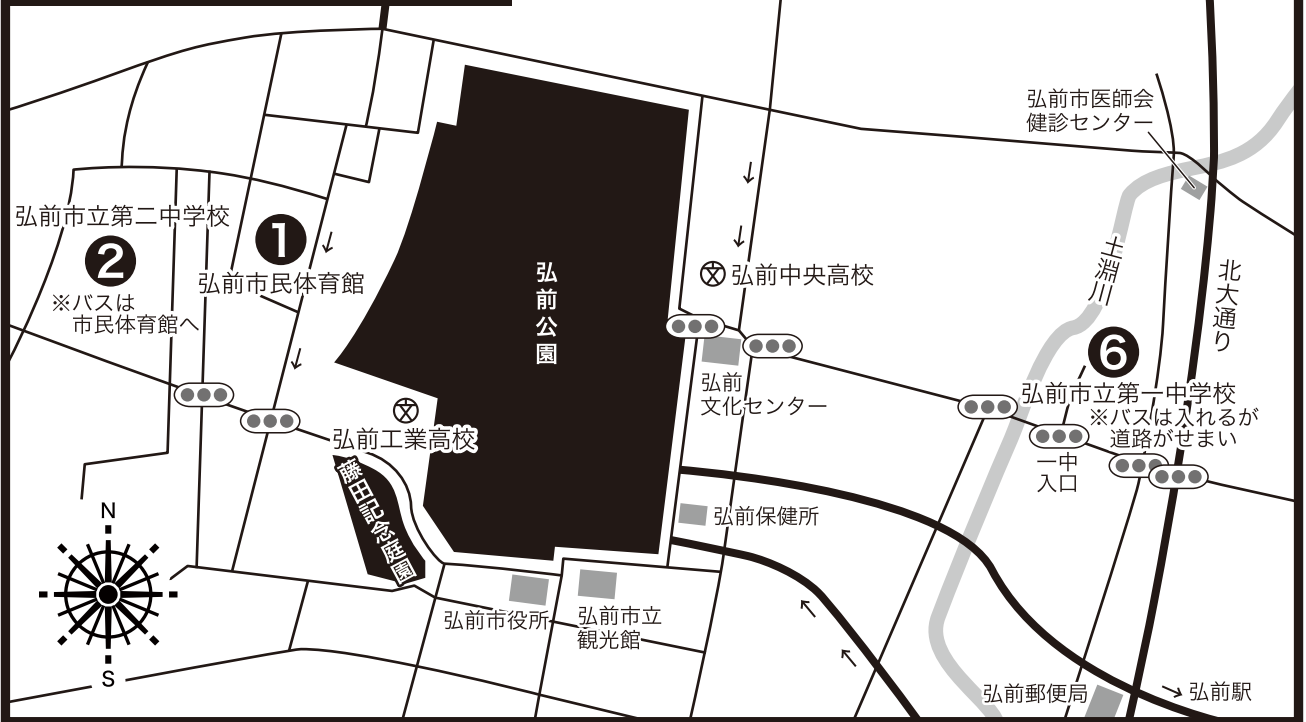 弘前市医師会
健診センター
弘前市立第二中学校
2
※バスは
市民体育館へ
1
弘前市民体育館
弘前公園
文
弘前中央高校
弘前
文化センター
土淵川
北大通り
6
弘前市立第一中学校
※バスは入れるが
道路がせまい
一中
入口
文
弘前工業高校
藤田記念庭園
弘前保健所
N
S
弘前市役所
弘前市立
観光館
弘前郵便局
弘前駅